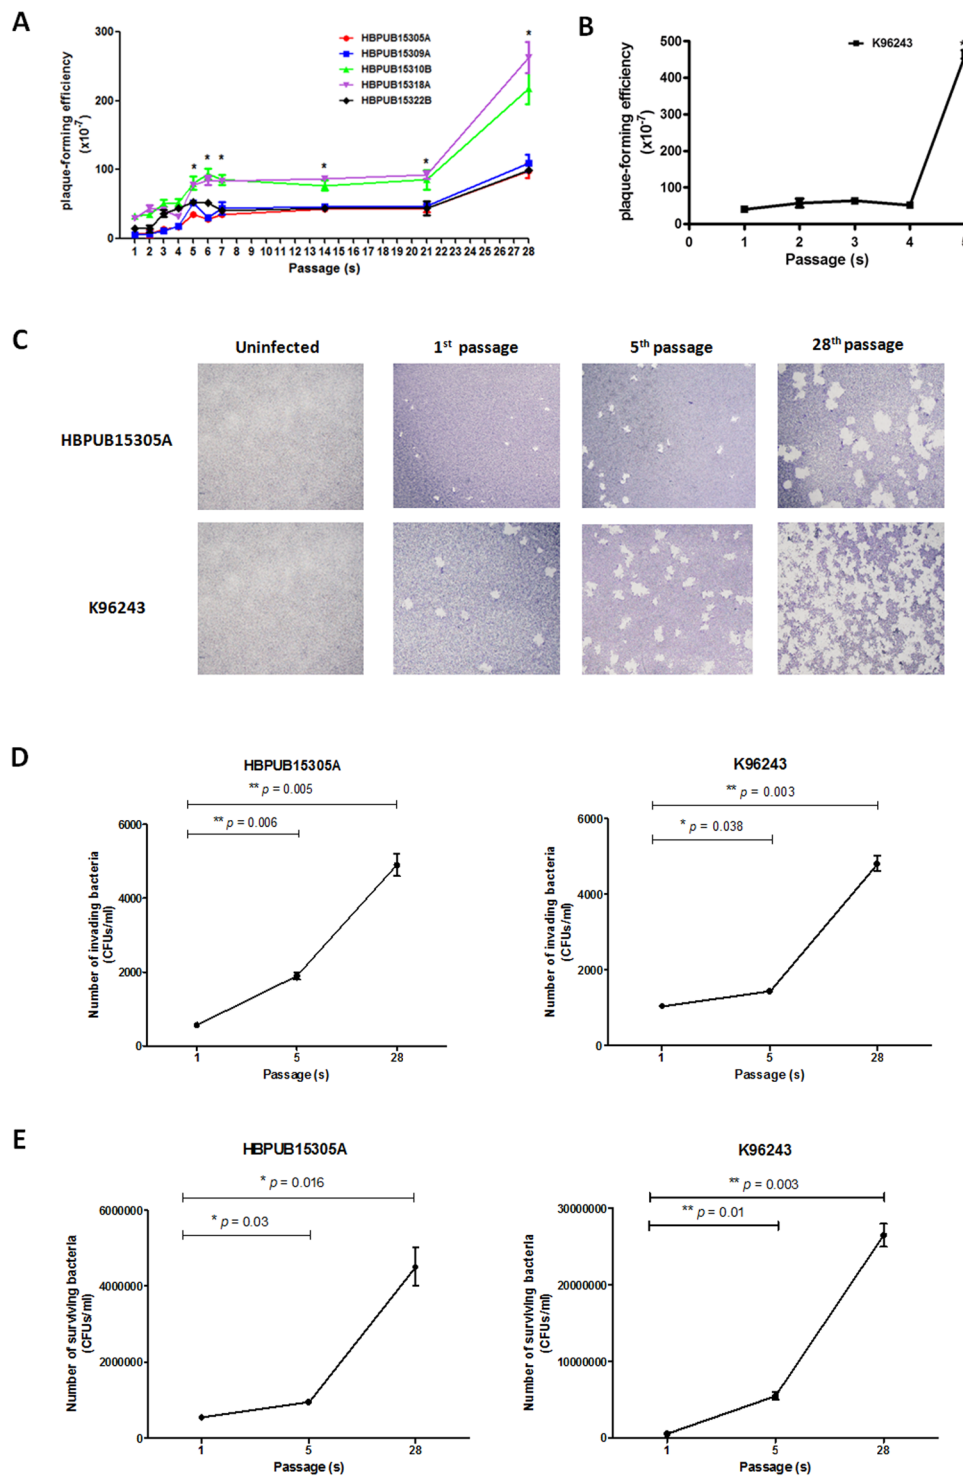 A
HBPUB15305A
HBPUB15309A
HBPUB15310B
HBPUB15318A
HBPUB15322B
plaque-forming efficiency
(x10-7)
300
200
100
0
* * * * * *
1 2 3 4 5 6 7 8 9 10 11 12 13 14 15 16 17 18 19 20 21 22 23 24 25 26 27 28
Passage (s)
B
K96243
plaque-forming efficiency
(x10-7)
500
400
300
200
100
0
0 1 2 3 4
Passage (s)
C
Uninfected
1st passage
5th passage
28th passage
HBPUB15305A
K96243
D
HBPUB15305A
** p = 0.005
** p = 0.006
Number of invading bacteria
(CFUs/ml)
6000
4000
2000
0
1 5 28
Passage (s)
K96243
** p = 0.003
* p = 0.038
Number of invading bacteria
(CFUs/ml)
6000
4000
2000
0
1 5 28
Passage (s)
E
HBPUB15305A
* p = 0.016
* p = 0.03
Number of surviving bacteria
(CFUs/ml)
6000000
4000000
2000000
0
1 5 28
Passage (s)
K96243
** p = 0.003
** p = 0.01
Number of surviving bacteria
(CFUs/ml)
30000000
20000000
10000000
0
1 5 28
Passage (s)